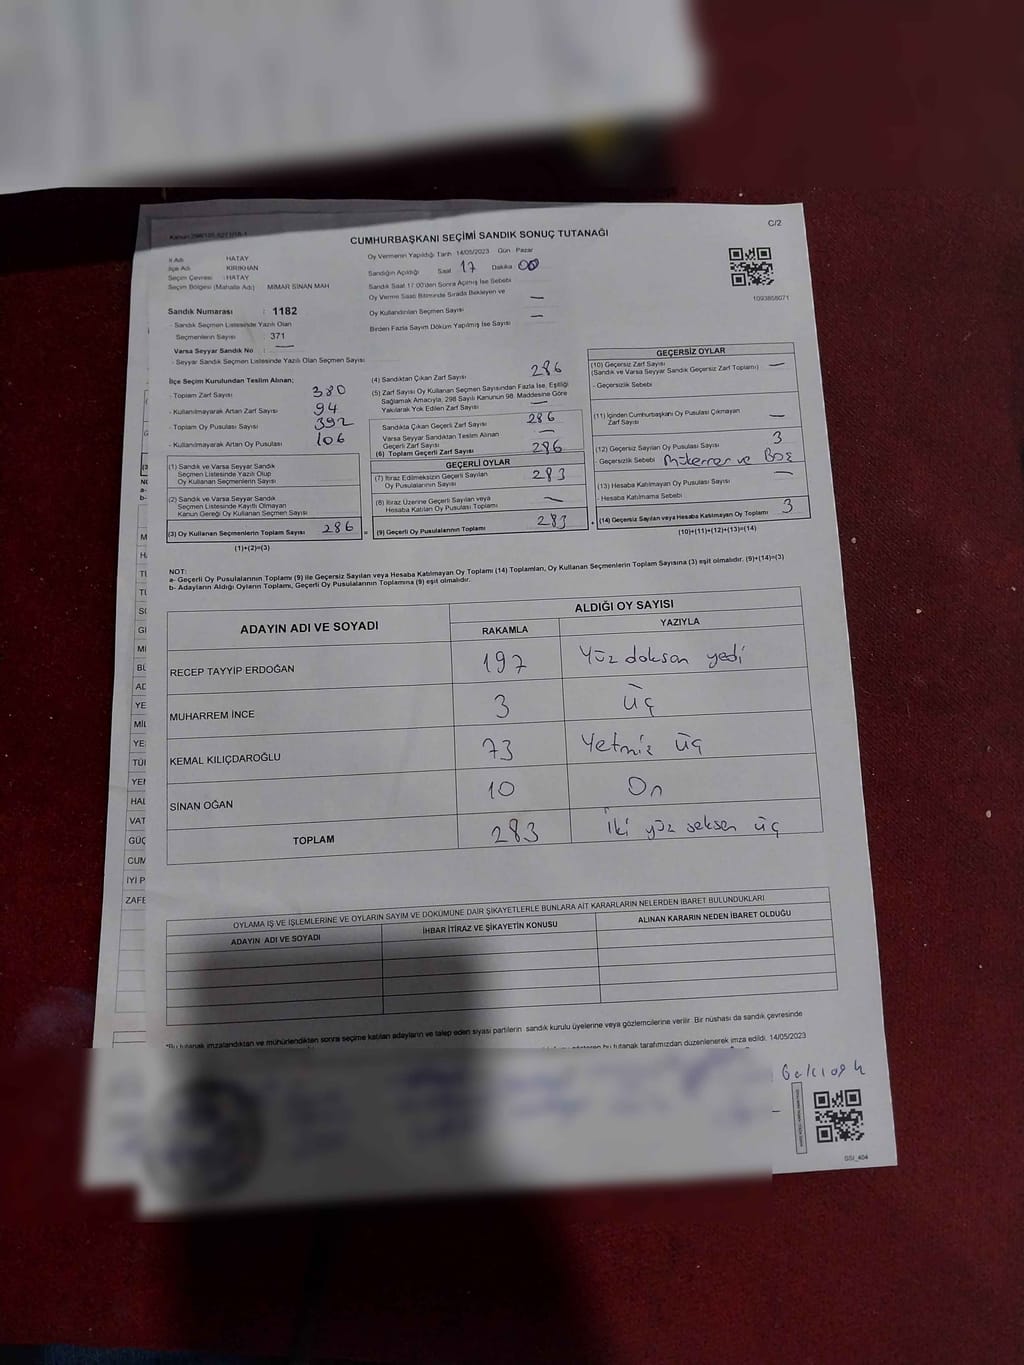 C/2
CUMHURBAŞKANI SEÇİMİ SANDIK SONUÇ TUTANAĞI
İl Adı : HATAY
İlçe Adı : KIRIKHAN
Seçim Çevresi : HATAY
Seçim Bölgesi (Mahalle Adı) : MİMAR SİNAN MAH
Sandık Numarası : 1182
- Sandık Seçmen Listesinde Yazılı Olan
Seçmenlerin Sayısı : 371
Varsa Seyyar Sandık No : —
- Seyyar Sandık Seçmen Listesinde Yazılı Olan Seçmen Sayısı
Oy Vermenin Yapıldığı Tarih 14/05/2023 Gün Pazar
Sandığın Açıldığı Saat 17 Dakika 00
Sandık Saat 17:00'den Sonra Açılmış İse Sebebi
Oy Verme Saati Bitiminde Sırada Bekleyen ve
Oy Kullandırılan Seçmen Sayısı —
Birden Fazla Sayım Döküm Yapılmış İse Sayısı —
1093858071
İlçe Seçim Kurulundan Teslim Alınan;
- Toplam Zarf Sayısı : 380
- Kullanılmayarak Artan Zarf Sayısı : 94
- Toplam Oy Pusulası Sayısı : 392
- Kullanılmayarak Artan Oy Pusulası : 106
(1) Sandık ve Varsa Seyyar Sandık
Seçmen Listesinde Yazılı Olup
Oy Kullanan Seçmenlerin Sayısı
(2) Sandık ve Varsa Seyyar Sandık
Seçmen Listesinde Kayıtlı Olmayan
Kanun Gereği Oy Kullanan Seçmen Sayısı
(3) Oy Kullanan Seçmenlerin Toplam Sayısı 286
(1)+(2)=(3)
(4) Sandıktan Çıkan Zarf Sayısı 286
(5) Zarf Sayısı Oy Kullanan Seçmen Sayısından Fazla İse, Eşitliği
Sağlamak Amacıyla, 298 Sayılı Kanunun 98. Maddesine Göre
Yakılarak Yok Edilen Zarf Sayısı —
Sandıkta Çıkan Geçerli Zarf Sayısı 286
Varsa Seyyar Sandıktan Teslim Alınan
Geçerli Zarf Sayısı —
(6) Toplam Geçerli Zarf Sayısı 286
GEÇERLİ OYLAR
(7) İtiraz Edilmeksizin Geçerli Sayılan
Oy Pusulalarının Sayısı 283
(8) İtiraz Üzerine Geçerli Sayılan veya
Hesaba Katılan Oy Pusulası Toplamı —
(9) Geçerli Oy Pusulalarının Toplamı 283
GEÇERSİZ OYLAR
(10) Geçersiz Zarf Sayısı
(Sandık ve Varsa Seyyar Sandık Geçersiz Zarf Toplamı) —
- Geçersizlik Sebebi
(11) İçinden Cumhurbaşkanı Oy Pusulası Çıkmayan
Zarf Sayısı —
(12) Geçersiz Sayılan Oy Pusulası Sayısı 3
- Geçersizlik Sebebi Mükerrer ve Boş
(13) Hesaba Katılmayan Oy Pusulası Sayısı —
- Hesaba Katılmama Sebebi
(14) Geçersiz Sayılan veya Hesaba Katılmayan Oy Toplamı 3
(10)+(11)+(12)+(13)=(14)
NOT:
a- Geçerli Oy Pusulalarının Toplamı (9) ile Geçersiz Sayılan veya Hesaba Katılmayan Oy Toplamı (14) Toplamları, Oy Kullanan Seçmenlerin Toplam Sayısına (3) eşit olmalıdır. (9)+(14)=(3)
b- Adayların Aldığı Oyların Toplamı, Geçerli Oy Pusulalarının Toplamına (9) eşit olmalıdır.
ADAYIN ADI VE SOYADI
ALDIĞI OY SAYISI
RAKAMLA YAZIYLA
RECEP TAYYİP ERDOĞAN 197 Yüz doksan yedi
MUHARREM İNCE 3 üç
KEMAL KILIÇDAROĞLU 73 Yetmiş üç
SİNAN OĞAN 10 On
TOPLAM 283 İki yüz seksen üç
OYLAMA İŞ VE İŞLEMLERİNE VE OYLARIN SAYIM VE DÖKÜMÜNE DAİR ŞİKAYETLERLE BUNLARA AİT KARARLARIN NELERDEN İBARET BULUNDUKLARI
ADAYIN ADI VE SOYADI İHBAR İTİRAZ VE ŞİKAYETİN KONUSU ALINAN KARARIN NEDEN İBARET OLDUĞU
*Bu tutanak imzalandıktan ve mühürlendikten sonra seçime katılan adayların ve talep eden siyasi partilerin sandık kurulu üyelerine veya gözlemcilerine verilir. Bir nüshası da sandık çevresinde
bu tutanak tarafımızdan düzenlenerek imza edildi. 14/05/2023
GSI_404